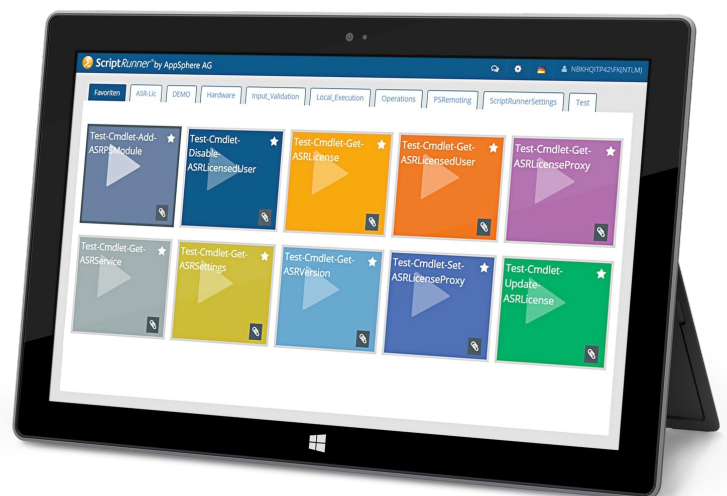 ScriptRunner® by AppSphere AG
NBKHQITP42\FK(NTLM)
Favoriten
ASR-Lic
DEMO
Hardware
Input_Validation
Local_Execution
Operations
PSRemoting
ScriptRunnerSettings
Test
Test-Cmdlet-Add-
ASRPSModule
Test-Cmdlet-
Disable-
ASRLicensedUser
Test-Cmdlet-Get-
ASRLicense
Test-Cmdlet-Get-
ASRLicensedUser
Test-Cmdlet-Get-
ASRLicenseProxy
Test-Cmdlet-Get-
ASRService
Test-Cmdlet-Get-
ASRSettings
Test-Cmdlet-Get-
ASRVersion
Test-Cmdlet-Set-
ASRLicenseProxy
Test-Cmdlet-
Update-
ASRLicense